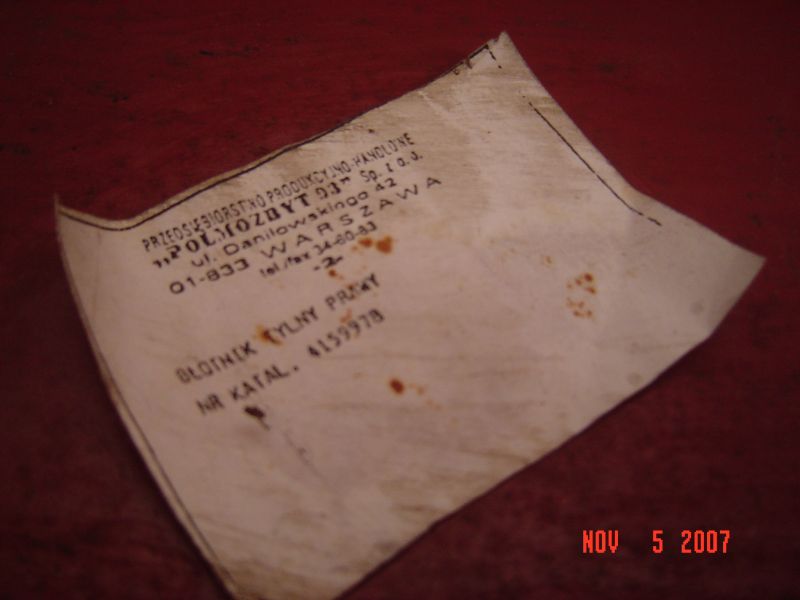 PRZEDSIĘBIORSTWO PRODUKCYJNO-HANDLOWE
„POLMOZBYT 93” Sp. z o.o.
ul. Danilowskiego 42
01-833 WARSZAWA
tel./fax 34-60-83
-2-
BŁOTNIK TYLNY PRAWY
NR KATAL. 4159978
NOV 5 2007